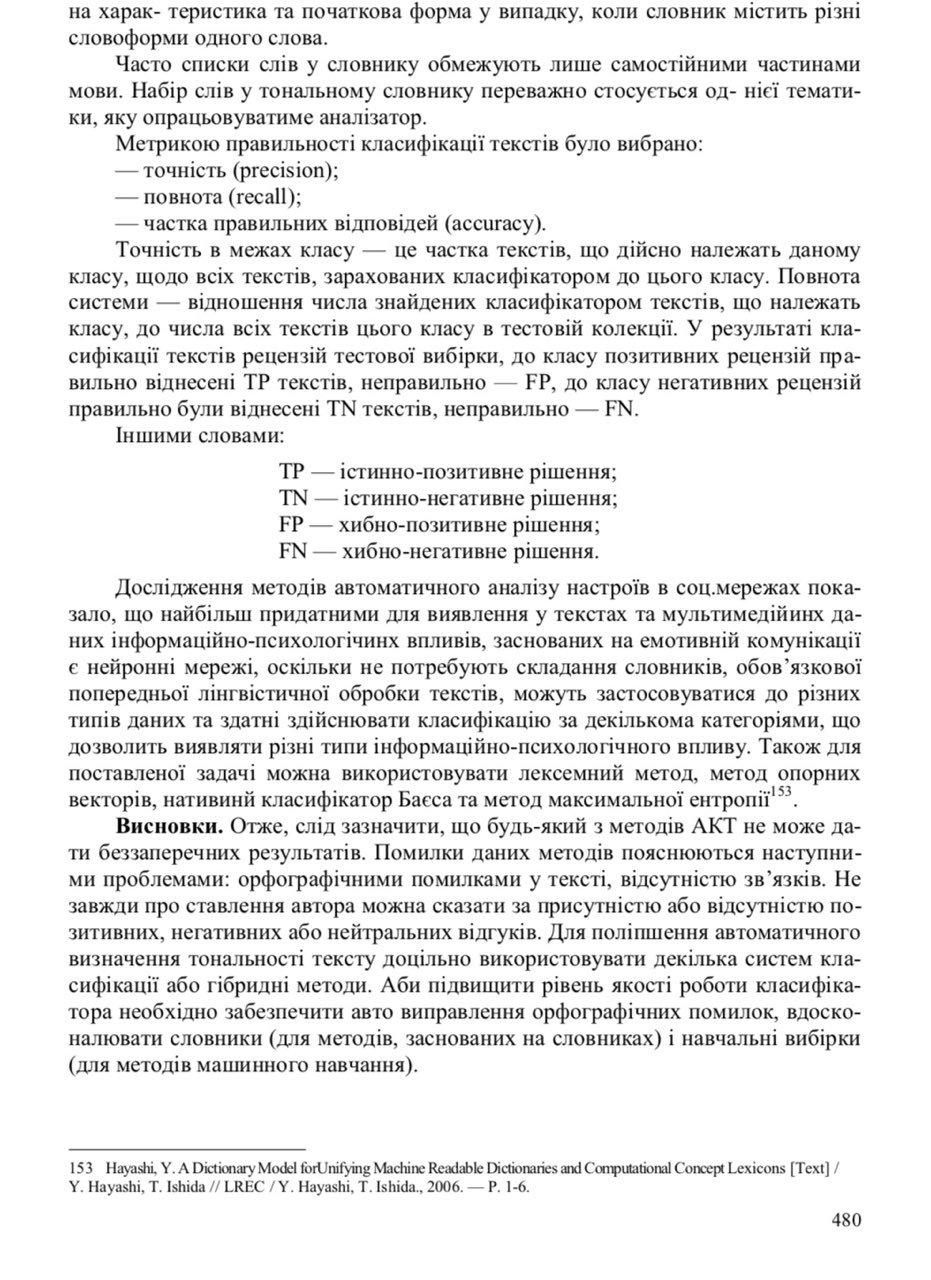 на харак- теристика та початкова форма у випадку, коли словник містить різні
словоформи одного слова.
Часто списки слів у словнику обмежують лише самостійними частинами
мови. Набір слів у тональному словнику переважно стосується од- нієї темати-
ки, яку опрацьовуватиме аналізатор.
Метрикою правильності класифікації текстів було вибрано:
— точність (precision);
— повнота (recall);
— частка правильних відповідей (accuracy).
Точність в межах класу — це частка текстів, що дійсно належать даному
класу, щодо всіх текстів, зарахованих класифікатором до цього класу. Повнота
системи — відношення числа знайдених класифікатором текстів, що належать
класу, до числа всіх текстів цього класу в тестовій колекції. У результаті кла-
сифікації текстів рецензій тестової вибірки, до класу позитивних рецензій пра-
вильно віднесені TP текстів, неправильно — FP, до класу негативних рецензій
правильно були віднесені TN текстів, неправильно — FN.
Іншими словами:
TP — істинно-позитивне рішення;
TN — істинно-негативне рішення;
FP — хибно-позитивне рішення;
FN — хибно-негативне рішення.
Дослідження методів автоматичного аналізу настроїв в соц.мережах пока-
зало, що найбільш придатними для виявлення у текстах та мультимедійинх да-
них інформаційно-психологічинх впливів, заснованих на емотивній комунікації
є нейронні мережі, оскільки не потребують складання словників, обов’язкової
попередньої лінгвістичної обробки текстів, можуть застосовуватися до різних
типів даних та здатні здійснювати класифікацію за декількома категоріями, що
дозволить виявляти різні типи інформаційно-психологічного впливу. Також для
поставленої задачі можна використовувати лексемний метод, метод опорних
векторів, нативинй класифікатор Баєса та метод максимальної ентропії153.
Висновки. Отже, слід зазначити, що будь-який з методів АКТ не може да-
ти беззаперечних результатів. Помилки даних методів пояснюються наступни-
ми проблемами: орфографічними помилками у тексті, відсутністю зв’язків. Не
завжди про ставлення автора можна сказати за присутністю або відсутністю по-
зитивних, негативних або нейтральних відгуків. Для поліпшення автоматичного
визначення тональності тексту доцільно використовувати декілька систем кла-
сифікації або гібридні методи. Аби підвищити рівень якості роботи класифіка-
тора необхідно забезпечити авто виправлення орфографічних помилок, вдоско-
налювати словники (для методів, заснованих на словниках) і навчальні вибірки
(для методів машинного навчання).
153 Hayashi, Y. A Dictionary Model forUnifying Machine Readable Dictionaries and Computational Concept Lexicons [Text] /
Y. Hayashi, T. Ishida // LREC / Y. Hayashi, T. Ishida., 2006. — P. 1-6.
480